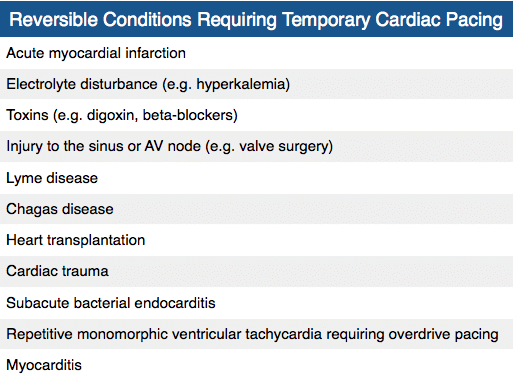 Reversible Conditions Requiring Temporary Cardiac Pacing
Acute myocardial infarction
Electrolyte disturbance (e.g. hyperkalemia)
Toxins (e.g. digoxin, beta-blockers)
Injury to the sinus or AV node (e.g. valve surgery)
Lyme disease
Chagas disease
Heart transplantation
Cardiac trauma
Subacute bacterial endocarditis
Repetitive monomorphic ventricular tachycardia requiring overdrive pacing
Myocarditis